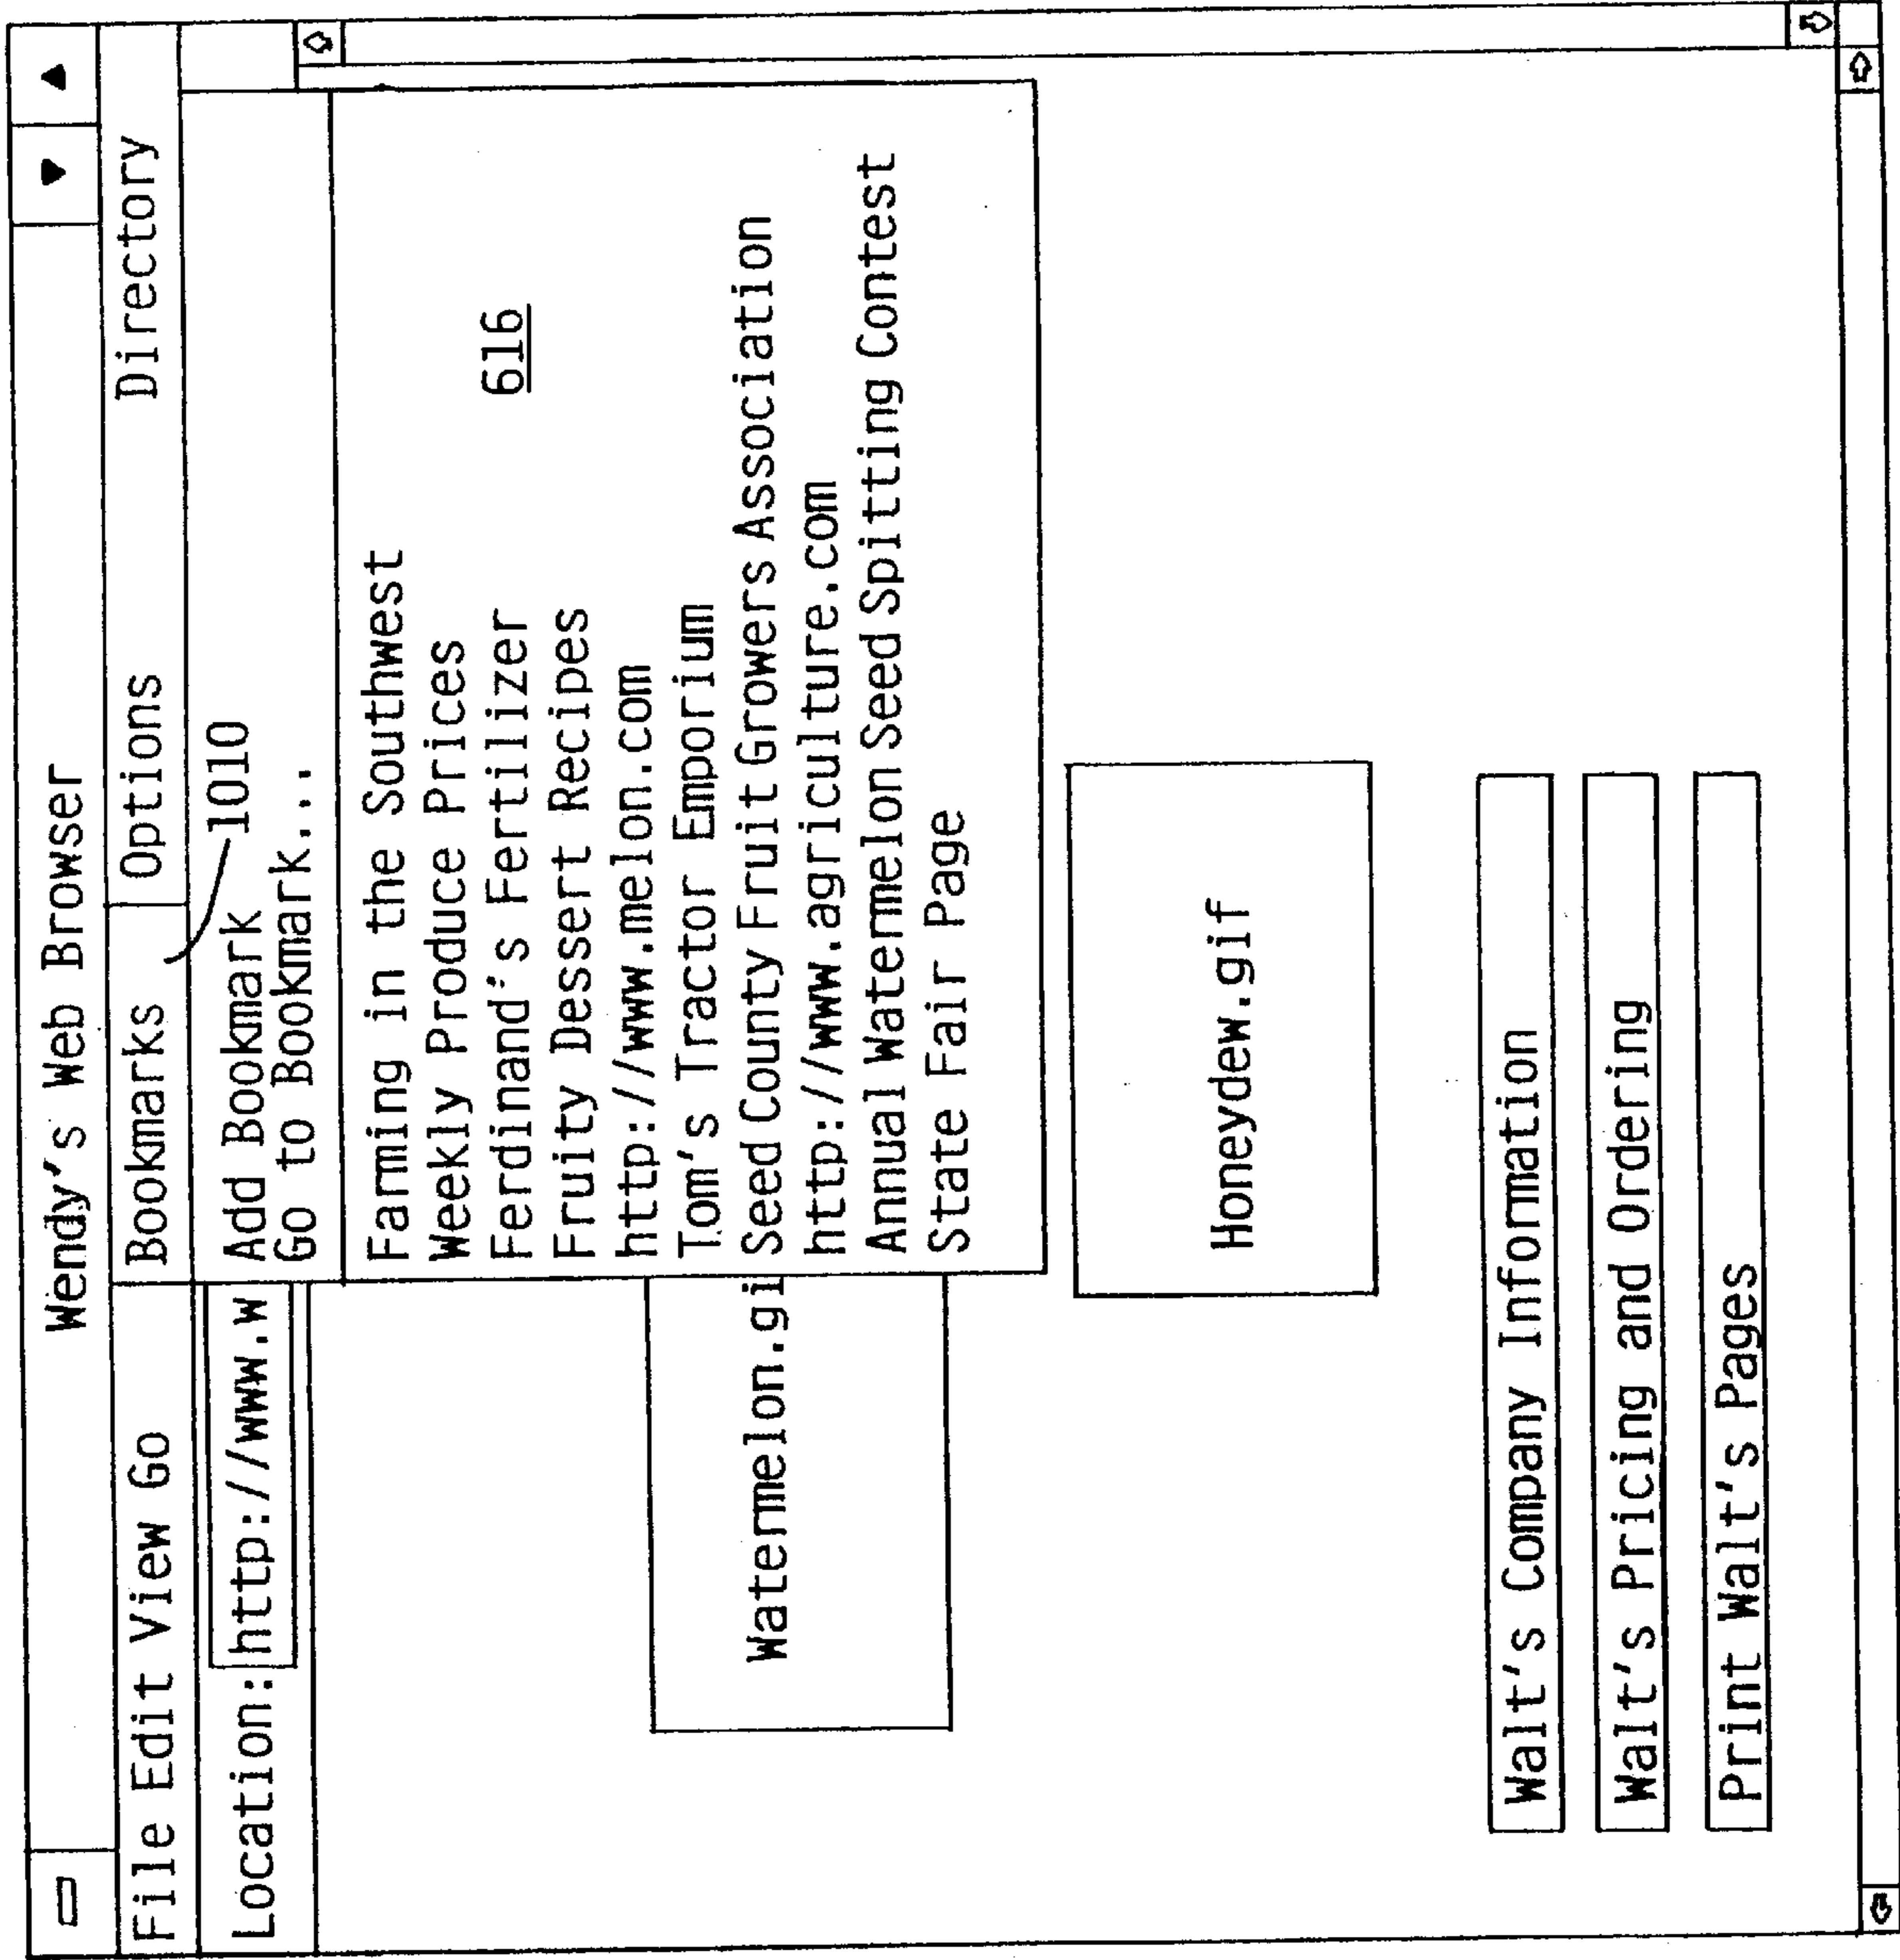 Wendy's Web Browser
File Edit View Go Bookmarks Options Directory
1010
Location: http://www.w
Add Bookmark
Go to Bookmark...
Farming in the Southwest
Weekly Produce Prices
Ferdinand's Fertilizer
616
Fruity Dessert Recipes
http://www.melon.com
Tom's Tractor Emporium
Watermelon.gi
Seed County Fruit Growers Association
http://www.agriculture.com
Annual Watermelon Seed Spitting Contest
State Fair Page
Honeydew.gif
Walt's Company Information
Walt's Pricing and Ordering
Print Walt's Pages